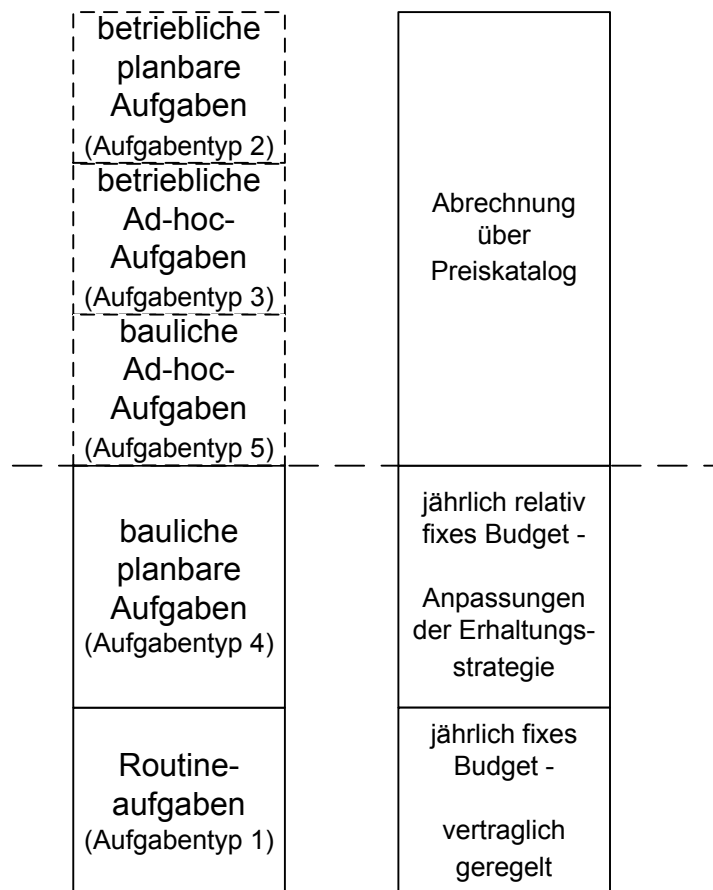 betriebliche
planbare
Aufgaben
(Aufgabentyp 2)
betriebliche
Ad-hoc-
Aufgaben
(Aufgabentyp 3)
bauliche
Ad-hoc-
Aufgaben
(Aufgabentyp 5)
bauliche
planbare
Aufgaben
(Aufgabentyp 4)
Routine-
aufgaben
(Aufgabentyp 1)
Abrechnung
über
Preiskatalog
jährlich relativ
fixes Budget -
Anpassungen
der Erhaltungs-
strategie
jährlich fixes
Budget -
vertraglich
geregelt